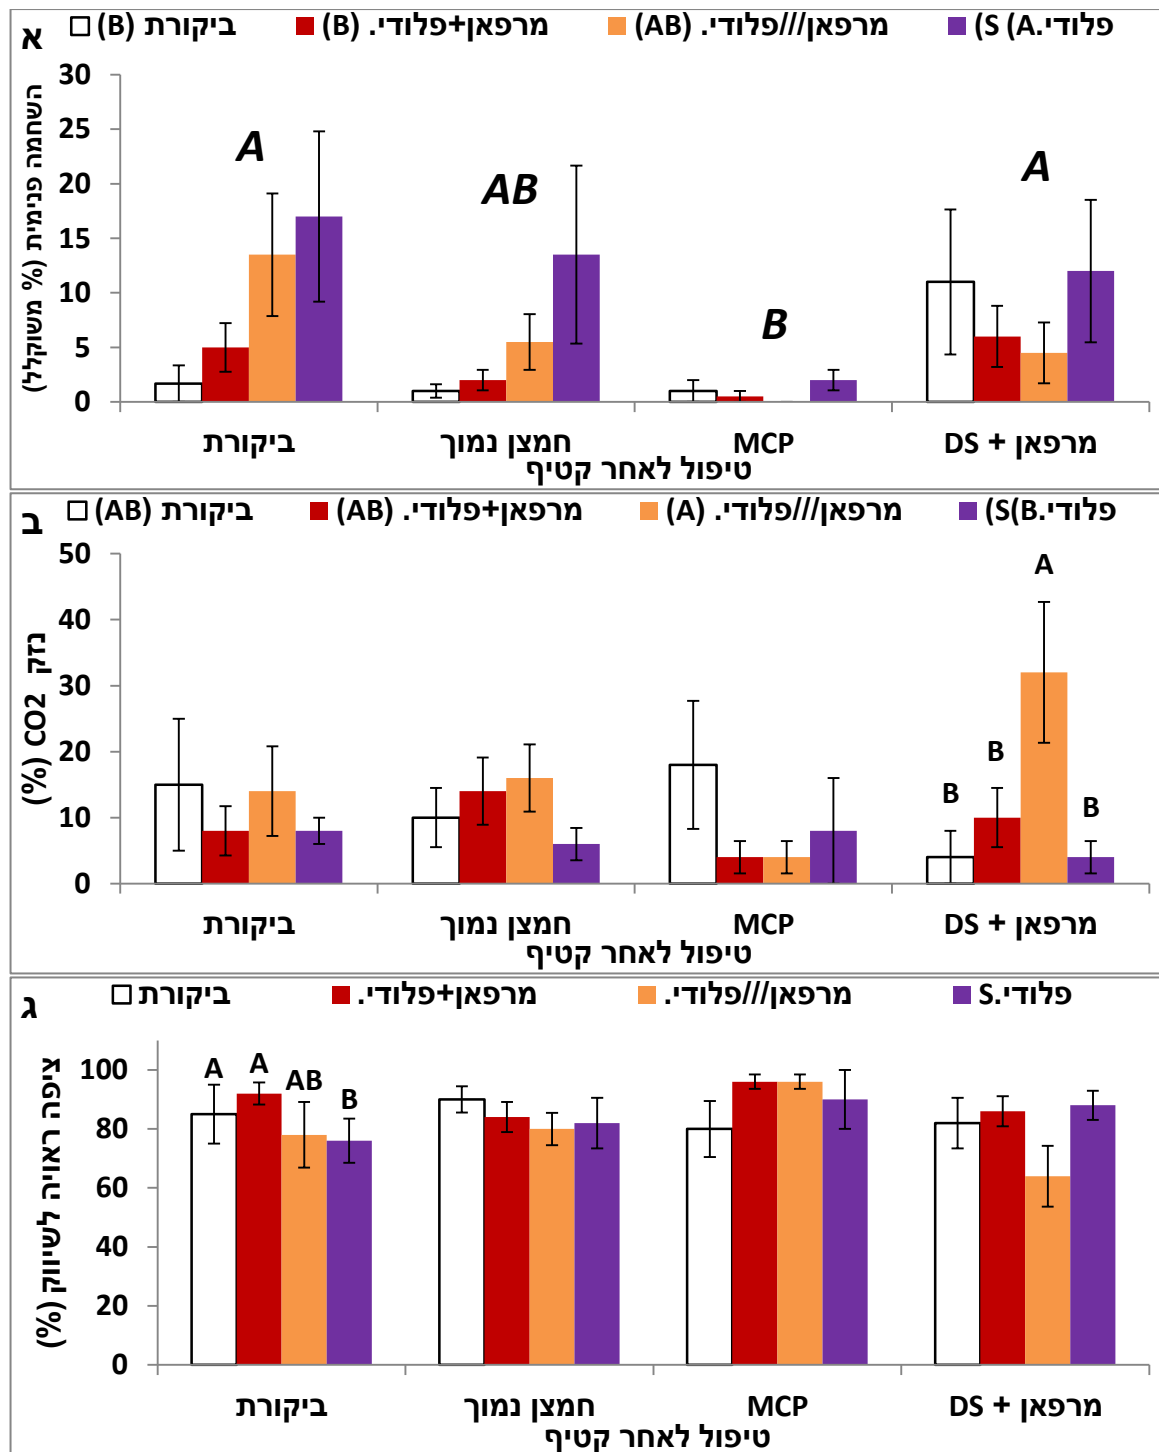 א
ביקורת (B) מרפאן+פלודי. (B) מרפאן///פלודי. (AB) פלודי.S (A)
השחמה פנימית (% משוקלל)
30
25
20
15
10
5
0
A AB B A
ביקורת חמצן נמוך MCP מרפאן + DS
טיפול לאחר קטיף
ב
ביקורת (AB) מרפאן+פלודי. (AB) מרפאן///פלודי. (A) פלודי.S (B)
נזק CO2 (%)
50
40
30
20
10
0
B B A B
ביקורת חמצן נמוך MCP מרפאן + DS
טיפול לאחר קטיף
ג
ביקורת מרפאן+פלודי. מרפאן///פלודי. פלודי.S
ציפה ראויה לשיווק (%)
100
80
60
40
20
0
A A AB B
ביקורת חמצן נמוך MCP מרפאן + DS
טיפול לאחר קטיף